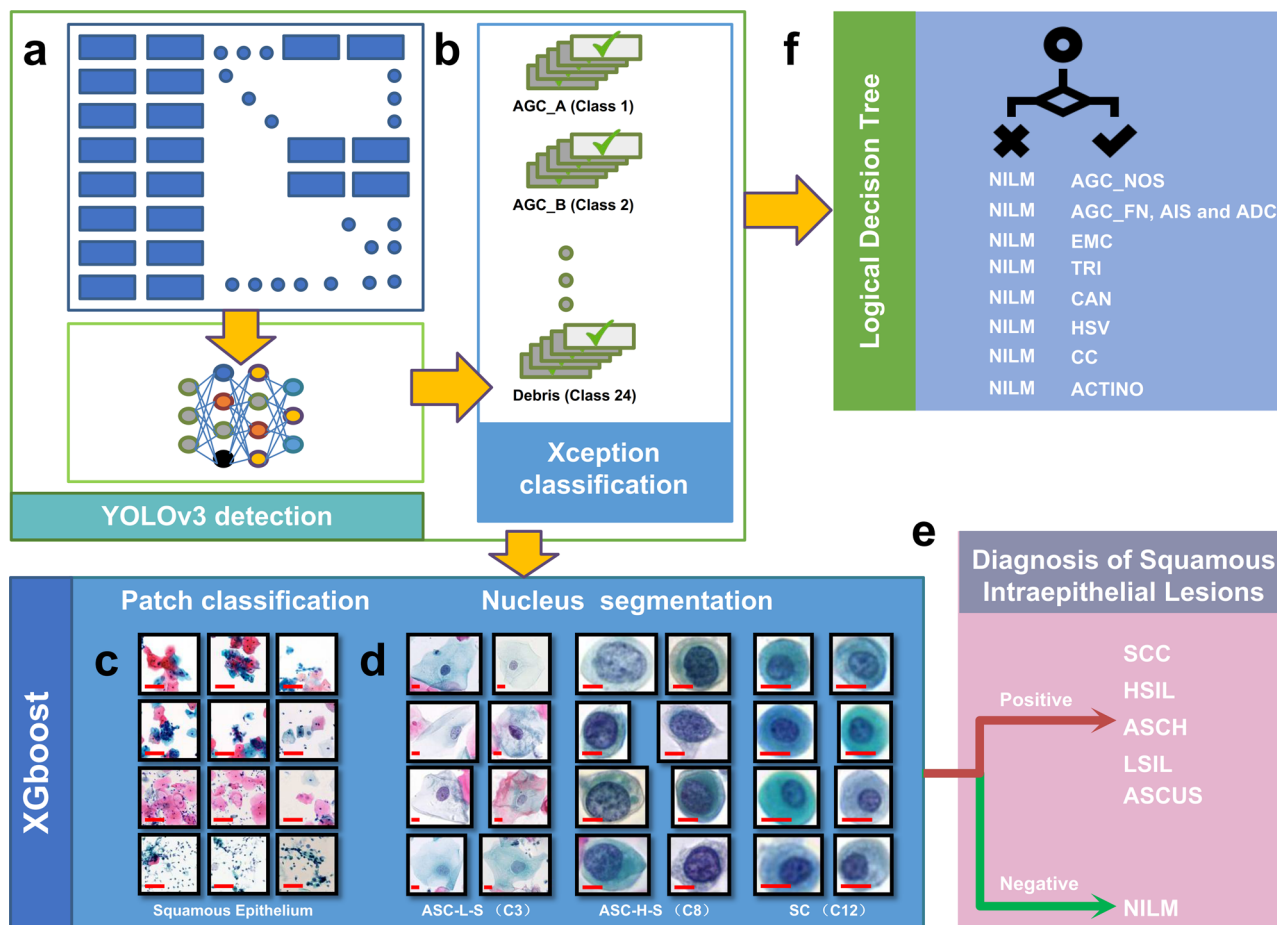 a
YOLOv3 detection
b
AGC_A (Class 1)
AGC_B (Class 2)
Debris (Class 24)
Xception
classification
f
Logical Decision Tree
NILM AGC_NOS
NILM AGC_FN, AIS and ADC
NILM EMC
NILM TRI
NILM CAN
NILM HSV
NILM CC
NILM ACTINO
XGboost
Patch classification
Nucleus segmentation
c
Squamous Epithelium
d
ASC-L-S （C3）
ASC-H-S （C8）
SC （C12）
e
Diagnosis of Squamous
Intraepithelial Lesions
Positive
SCC
HSIL
ASCH
LSIL
ASCUS
Negative
NILM